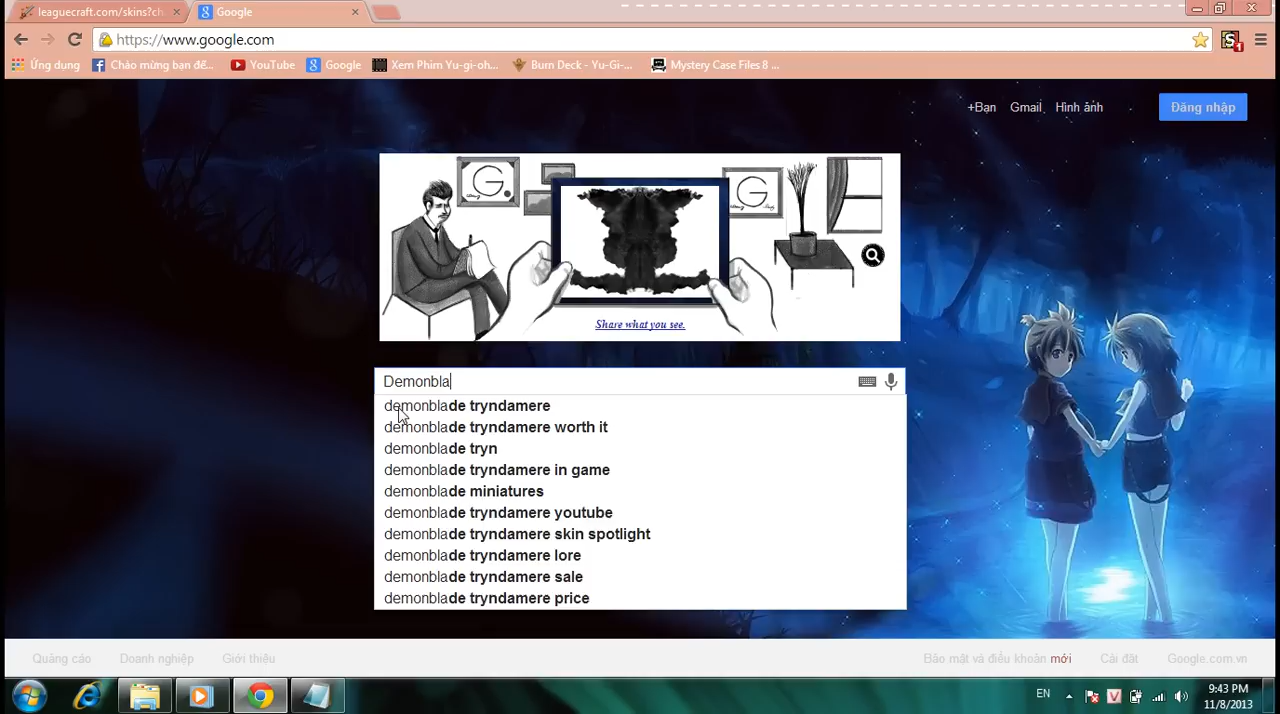 leaguecraft.com/skins?ch
Google
https://www.google.com
Ứng dụng
Chào mừng bạn đế...
YouTube
Google
Xem Phim Yu-gi-oh...
Burn Deck - Yu-Gi-...
Mystery Case Files 8 ...
+Bạn
Gmail
Hình ảnh
Đăng nhập
Share what you see.
Demonbla
demonblade tryndamere
demonblade tryndamere worth it
demonblade tryn
demonblade tryndamere in game
demonblade miniatures
demonblade tryndamere youtube
demonblade tryndamere skin spotlight
demonblade tryndamere lore
demonblade tryndamere sale
demonblade tryndamere price
Quảng cáo
Doanh nghiệp
Giới thiệu
Bảo mật và điều khoản mới
Cài đặt
Google.com.vn
EN
9:43 PM
11/8/2013